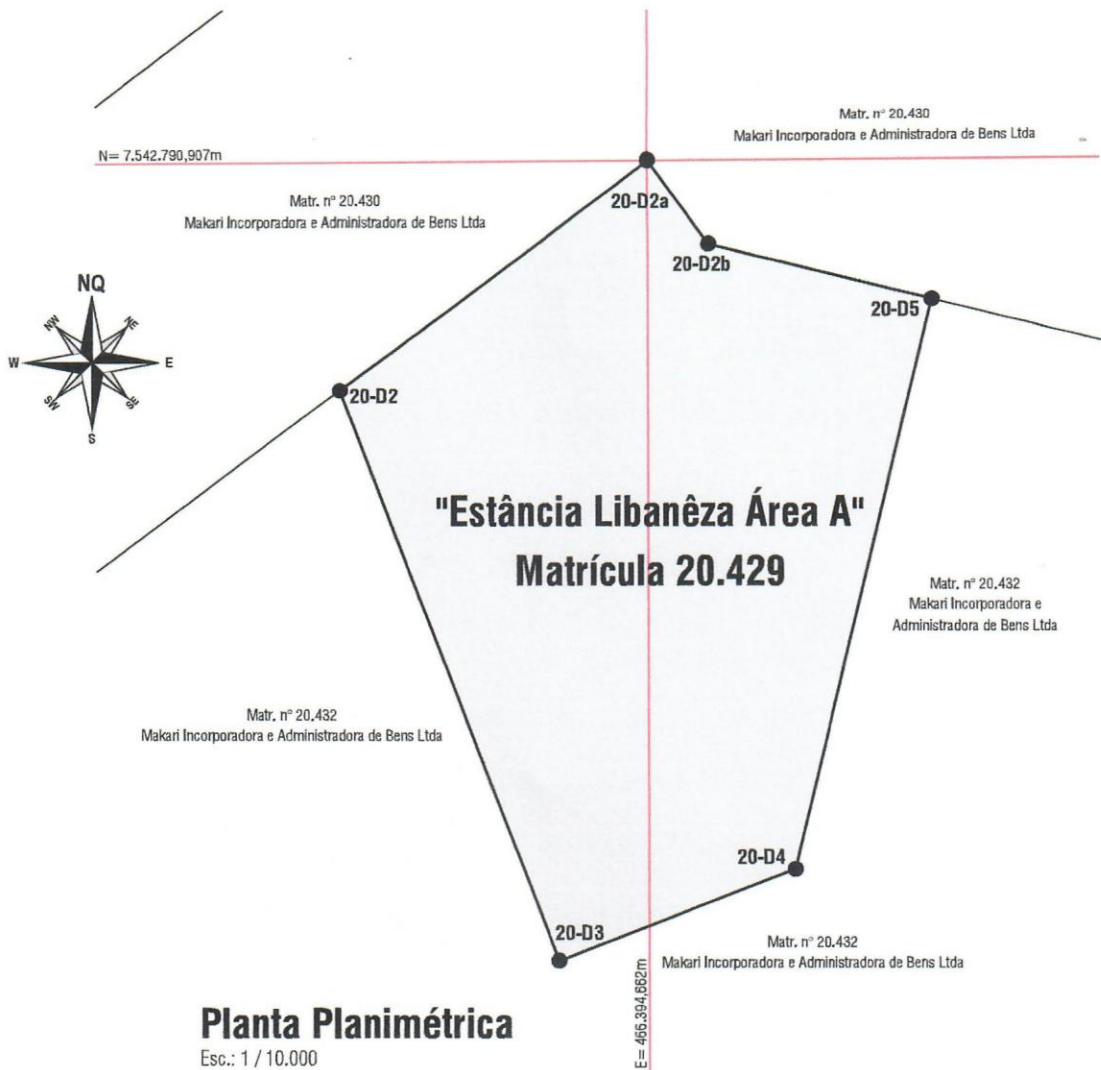 Matr. nº 20.430
Makari Incorporadora e Administradora de Bens Ltda
N= 7.542.790,907m
Matr. nº 20.430
Makari Incorporadora e Administradora de Bens Ltda
20-D2a
20-D2b
20-D5
NQ
NW
NE
W
E
SW
SE
S
20-D2
"Estância Libanêza Área A"
Matrícula 20.429
Matr. nº 20.432
Makari Incorporadora e
Administradora de Bens Ltda
Matr. nº 20.432
Makari Incorporadora e Administradora de Bens Ltda
20-D4
20-D3
Matr. nº 20.432
Makari Incorporadora e Administradora de Bens Ltda
E= 466.394,662m
Planta Planimétrica
Esc.: 1 / 10.000